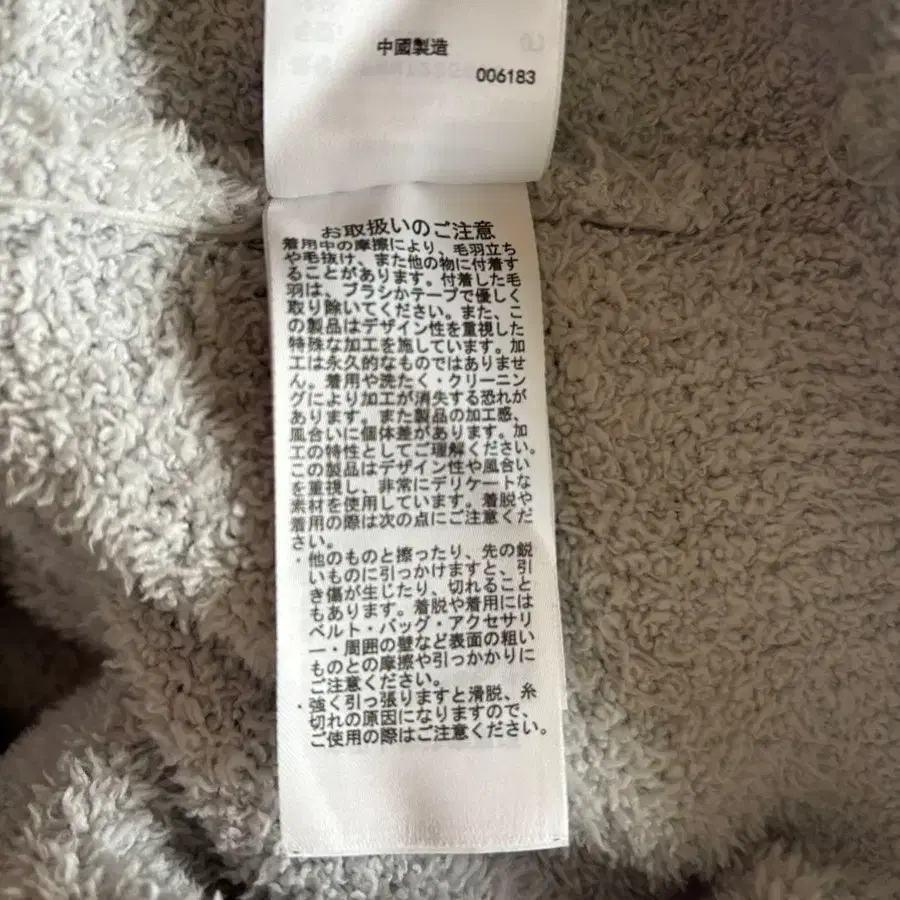 中國製造
006183
お取扱いのご注意
着用中の摩擦により、毛羽立ち
や毛抜け、また他の物に付着す
ることがあります。付着した毛
羽は、ブラシかテープで優しく
取り除いてください。また、こ
の製品はデザイン性を重視した
特殊な加工を施しています。加
工は永久的なものではありませ
ん。着用や洗たく・クリーニン
グにより加工が消失する恐れが
あります。また製品の加工感、
風合いに個体差があります。加
工の特性としてご理解ください。
この製品はデザイン性や風合い
を重視し、非常にデリケートな
素材を使用しています。着脱や
着用の際は次の点にご注意くだ
さい。
・他のものと擦ったり、先の鋭
いものに引っかけますと、引
き傷が生じたり、切れること
もあります。着脱や着用には
ベルト・バッグ・アクセサリ
ー・周囲の壁など表面の粗い
ものとの摩擦や引っかかりに
ご注意ください。
・強く引っ張りますと滑脱、糸
切れの原因になりますので、
ご使用の際はご注意ください。